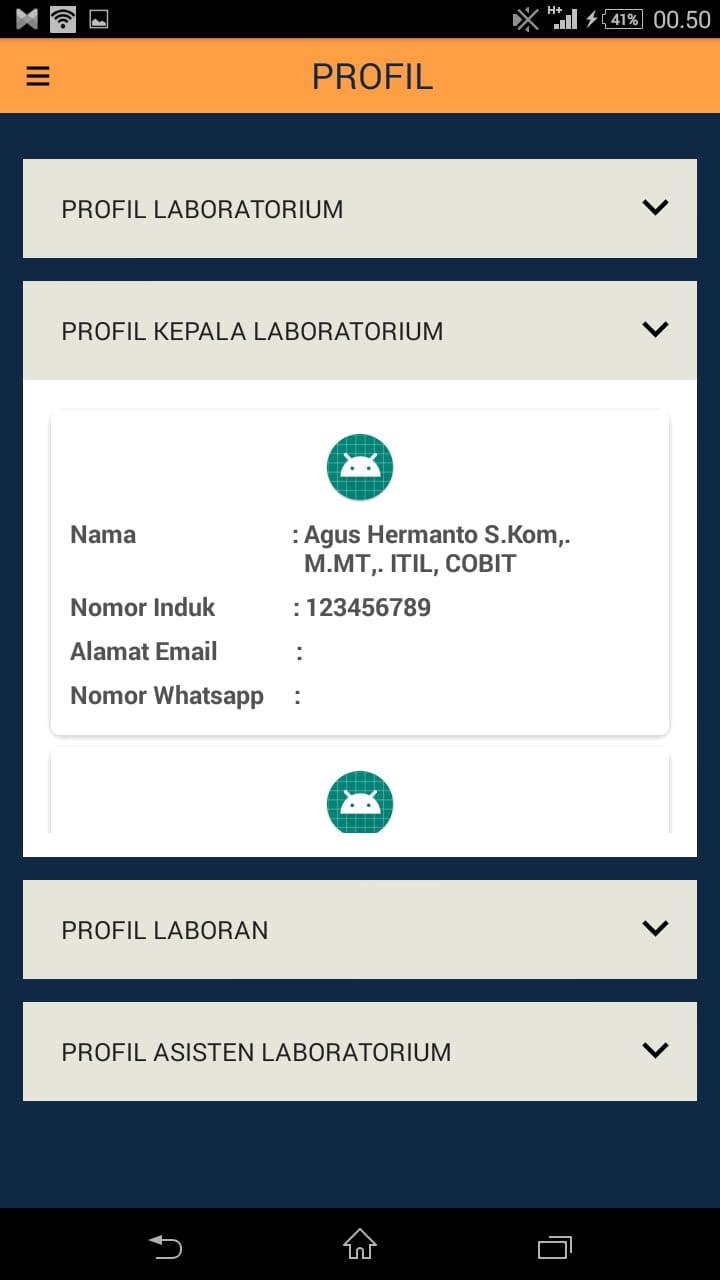 H+ 41% 00.50
PROFIL
PROFIL LABORATORIUM
PROFIL KEPALA LABORATORIUM
Nama : Agus Hermanto S.Kom,.
M.MT,. ITIL, COBIT
Nomor Induk : 123456789
Alamat Email :
Nomor Whatsapp :
PROFIL LABORAN
PROFIL ASISTEN LABORATORIUM